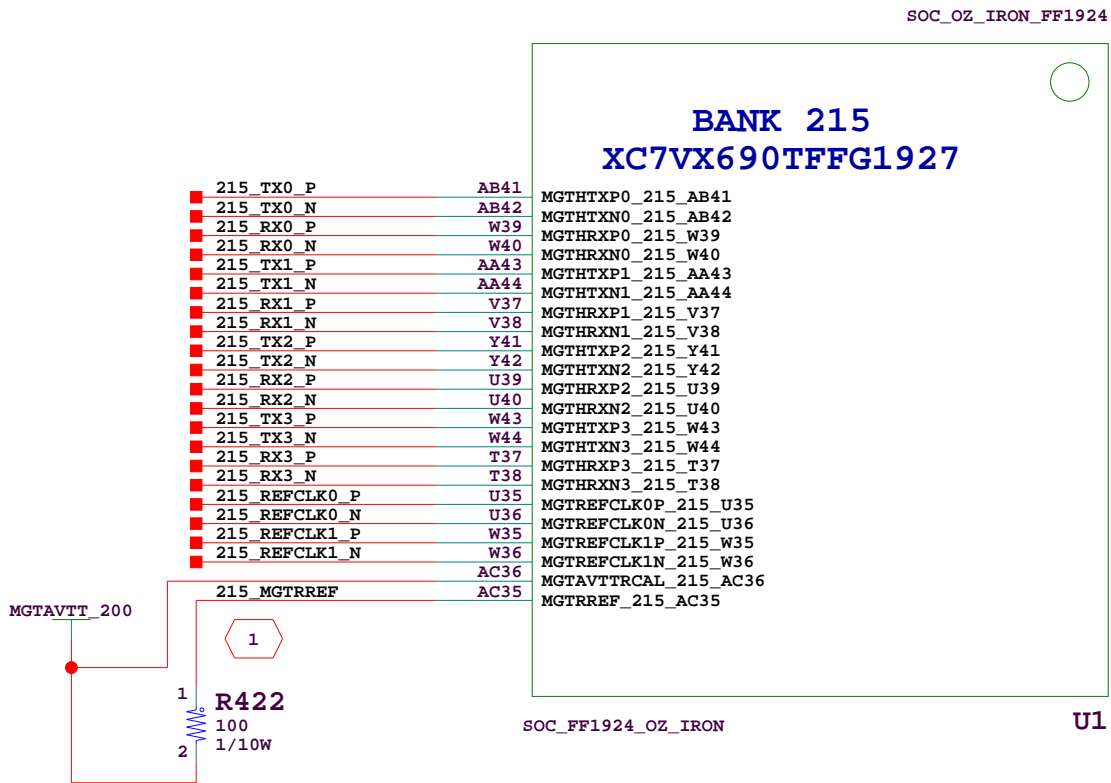 SOC_OZ_IRON_FF1924
BANK 215
XC7VX690TFFG1927
215_TX0_P AB41 MGTHTXP0_215_AB41
215_TX0_N AB42 MGTHTXN0_215_AB42
215_RX0_P W39 MGTHRXP0_215_W39
215_RX0_N W40 MGTHRXN0_215_W40
215_TX1_P AA43 MGTHTXP1_215_AA43
215_TX1_N AA44 MGTHTXN1_215_AA44
215_RX1_P V37 MGTHRXP1_215_V37
215_RX1_N V38 MGTHRXN1_215_V38
215_TX2_P Y41 MGTHTXP2_215_Y41
215_TX2_N Y42 MGTHTXN2_215_Y42
215_RX2_P U39 MGTHRXP2_215_U39
215_RX2_N U40 MGTHRXN2_215_U40
215_TX3_P W43 MGTHTXP3_215_W43
215_TX3_N W44 MGTHTXN3_215_W44
215_RX3_P T37 MGTHRXP3_215_T37
215_RX3_N T38 MGTHRXN3_215_T38
215_REFCLK0_P U35 MGTREFCLK0P_215_U35
215_REFCLK0_N U36 MGTREFCLK0N_215_U36
215_REFCLK1_P W35 MGTREFCLK1P_215_W35
215_REFCLK1_N W36 MGTREFCLK1N_215_W36
AC36 MGTAVTTRCAL_215_AC36
215_MGTRREF AC35 MGTRREF_215_AC35
MGTAVTT_200
1
1 R422
100
2 1/10W
SOC_FF1924_OZ_IRON
U1